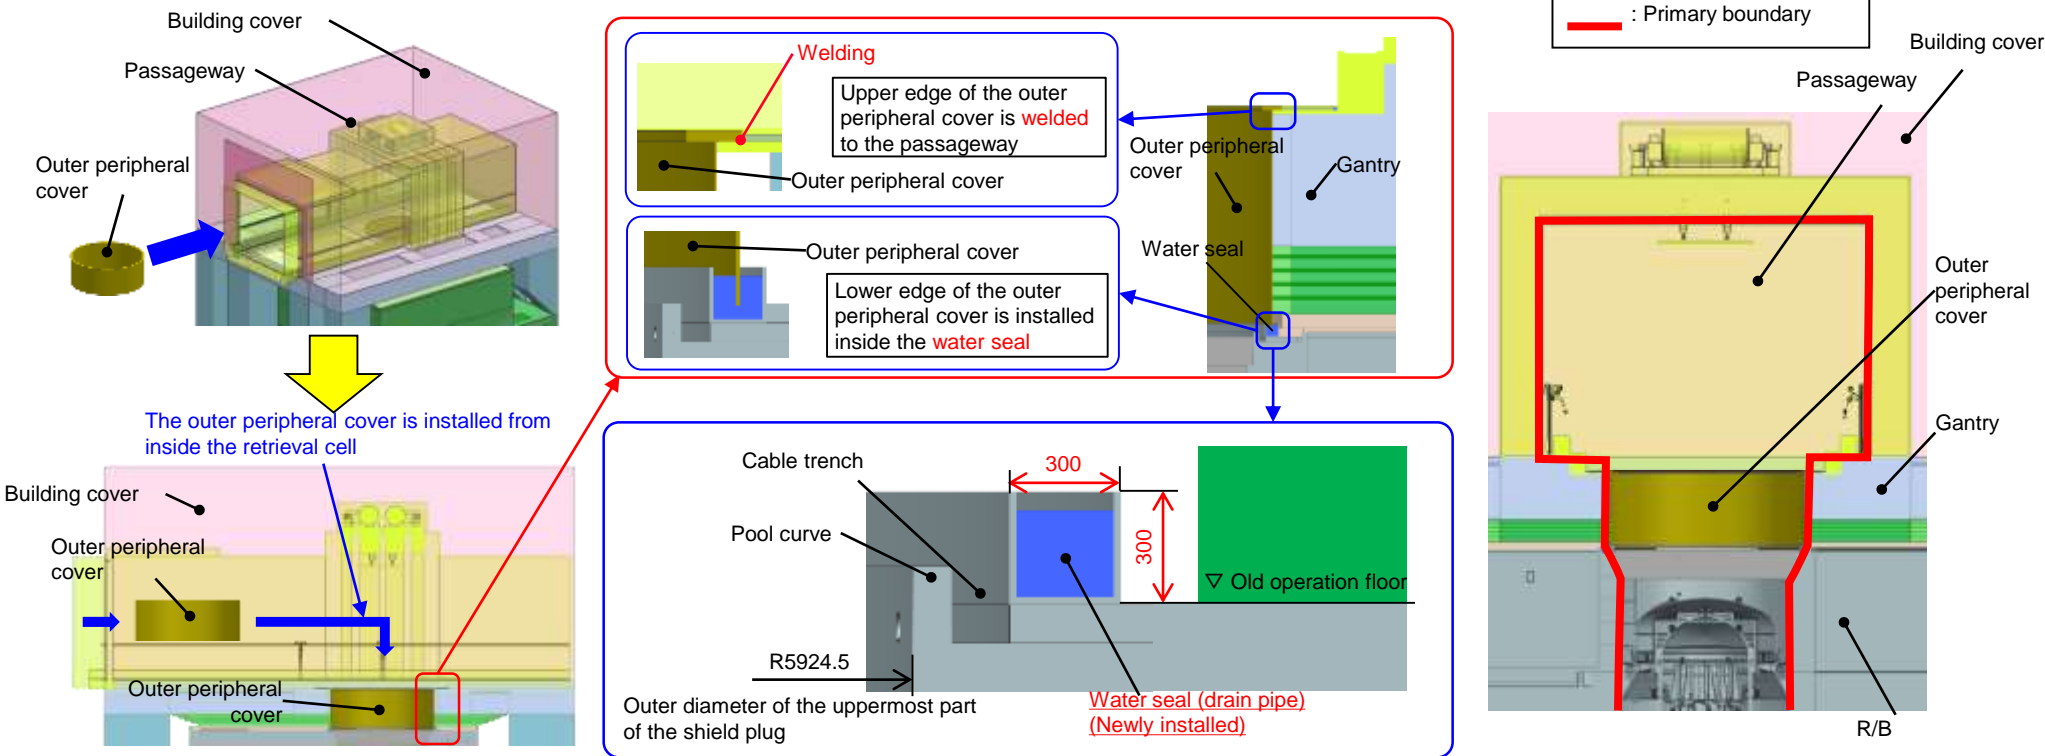 Building cover
Passageway
Outer peripheral
cover
The outer peripheral cover is installed from
inside the retrieval cell
Building cover
Outer peripheral
cover
Outer peripheral
cover
Welding
Upper edge of the outer
peripheral cover is welded
to the passageway
Outer peripheral cover
Outer peripheral cover
Lower edge of the outer
peripheral cover is installed
inside the water seal
Outer peripheral
cover
Gantry
Water seal
Cable trench
Pool curve
300
300
▽ Old operation floor
R5924.5
Outer diameter of the uppermost part
of the shield plug
Water seal (drain pipe)
(Newly installed)
: Primary boundary
Building cover
Passageway
Outer
peripheral
cover
Gantry
R/B